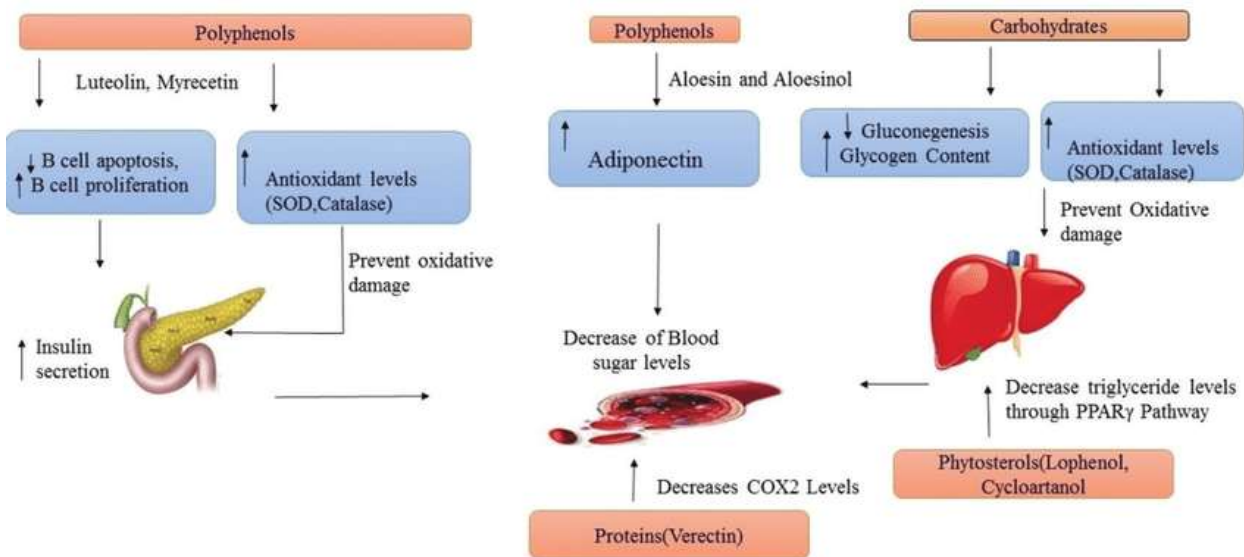 Polyphenols
Luteolin, Myrecetin
B cell apoptosis,
B cell proliferation
Antioxidant levels
(SOD,Catalase)
Prevent oxidative
damage
Insulin
secretion
Polyphenols
Aloesin and Aloesinol
Adiponectin
Decrease of Blood
sugar levels
Decreases COX2 Levels
Proteins(Verectin)
Carbohydrates
Gluconegenesis
Glycogen Content
Antioxidant levels
(SOD,Catalase)
Prevent Oxidative
damage
Decrease triglyceride levels
through PPARγ Pathway
Phytosterols(Lophenol,
Cycloartanol